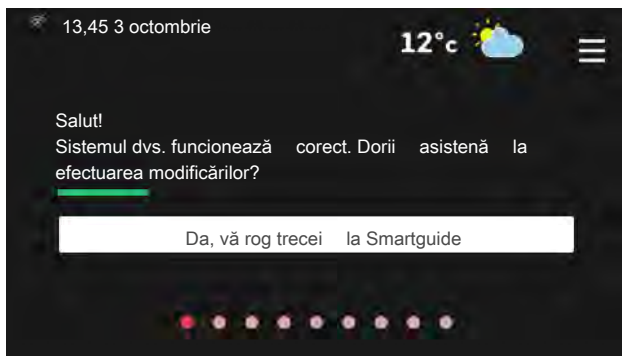 13,45 3 octombrie
12°c
Salut!
Sistemul dvs. funcionează corect. Dorii asistenă la
efectuarea modificărilor?
Da, vă rog trecei la Smartguide